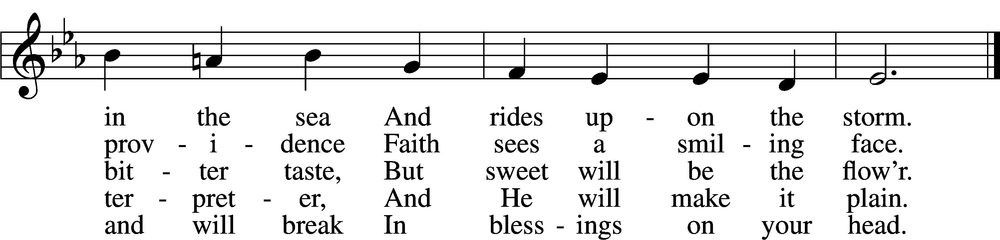 in the sea And rides up - on the storm.
prov - i - dence Faith sees a smil - ing face.
bit - ter taste, But sweet will be the flow’r.
ter - pret - er, And He will make it plain.
and will break In bless - ings on your head.